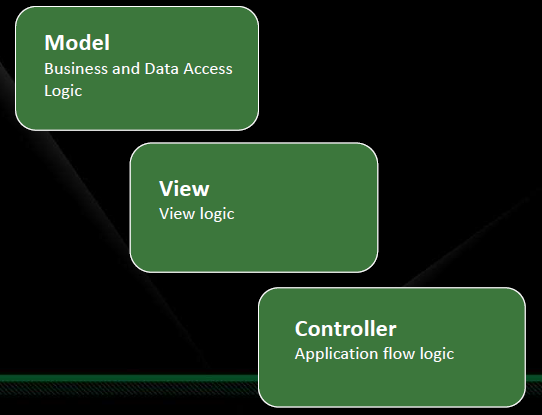 Model
Business and Data Access
Logic
View
View logic
Controller
Application flow logic